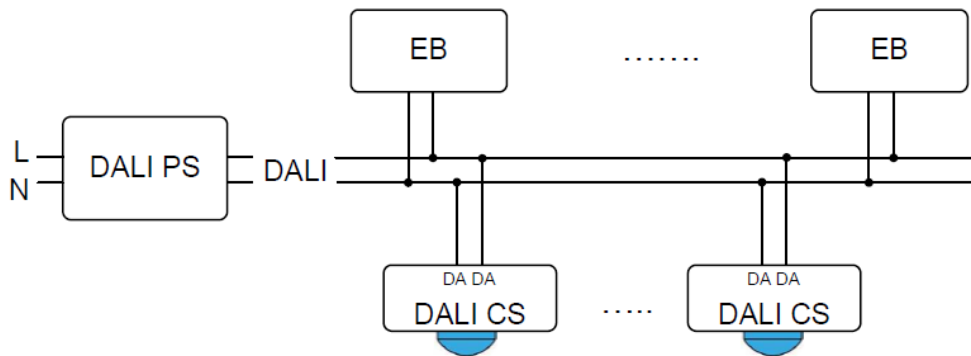 EB
.......
EB
L
N
DALI PS
DALI
DA DA
DALI CS
.....
DA DA
DALI CS